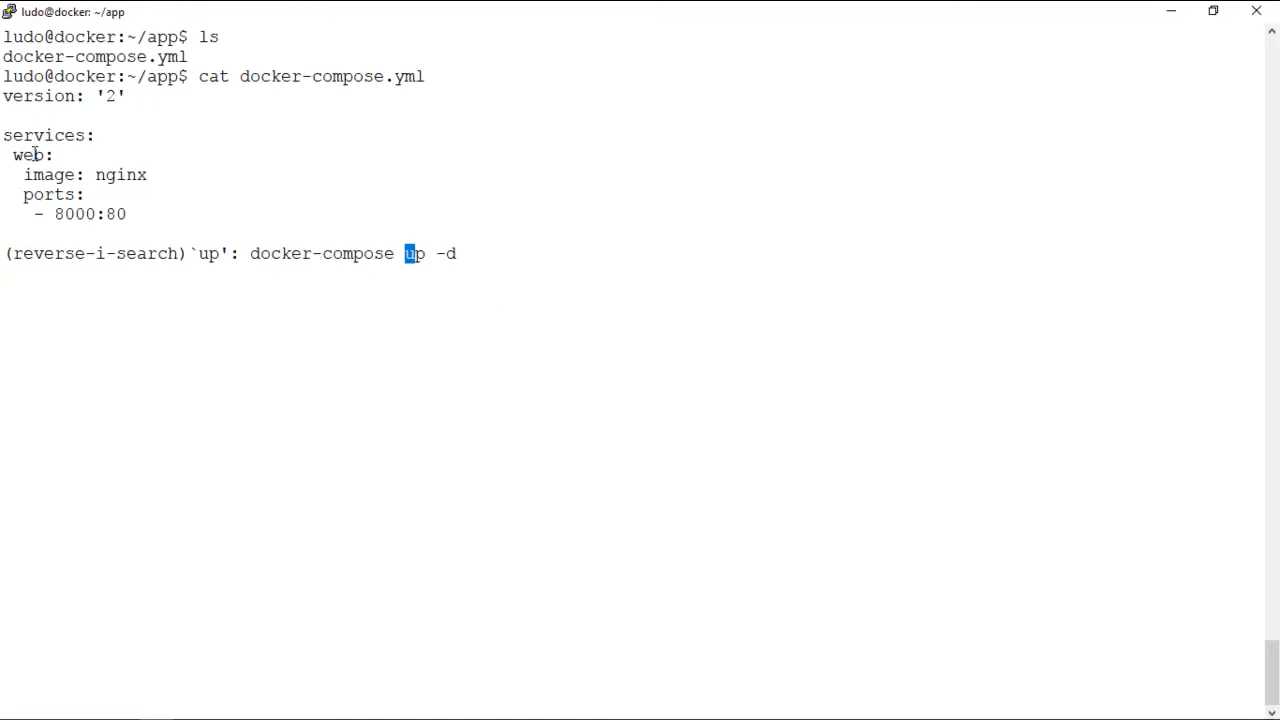 ludo@docker: ~/app
ludo@docker:~/app$ ls
docker-compose.yml
ludo@docker:~/app$ cat docker-compose.yml
version: '2'
services:
 web:
  image: nginx
  ports:
   - 8000:80
(reverse-i-search)`up': docker-compose up -d